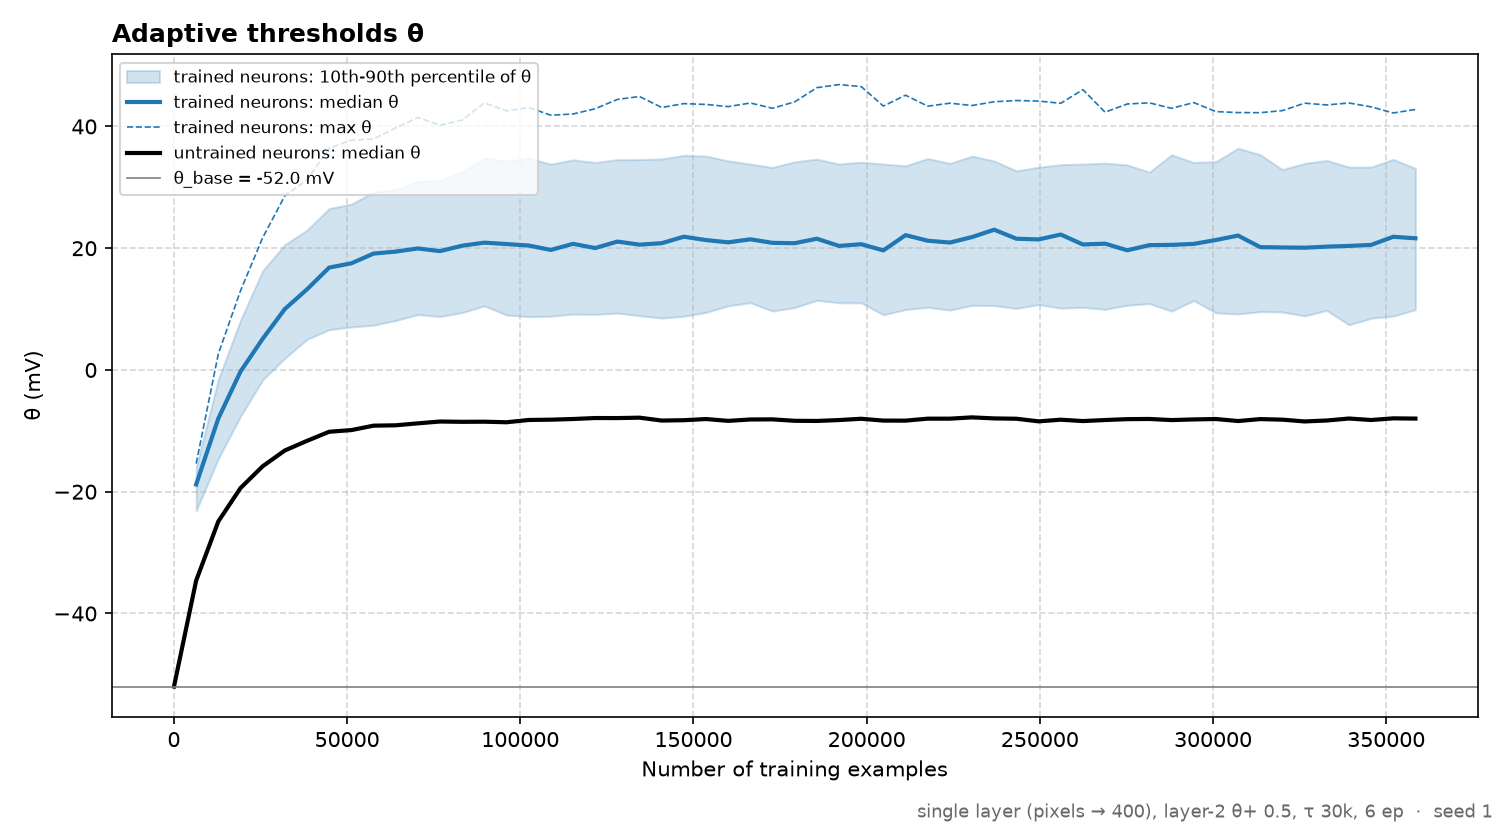 Adaptive thresholds θ
trained neurons: 10th-90th percentile of θ
trained neurons: median θ
trained neurons: max θ
untrained neurons: median θ
θ_base = -52.0 mV
θ (mV)
40
20
0
−20
−40
0
50000
100000
150000
200000
250000
300000
350000
Number of training examples
single layer (pixels → 400), layer-2 θ+ 0.5, τ 30k, 6 ep · seed 1